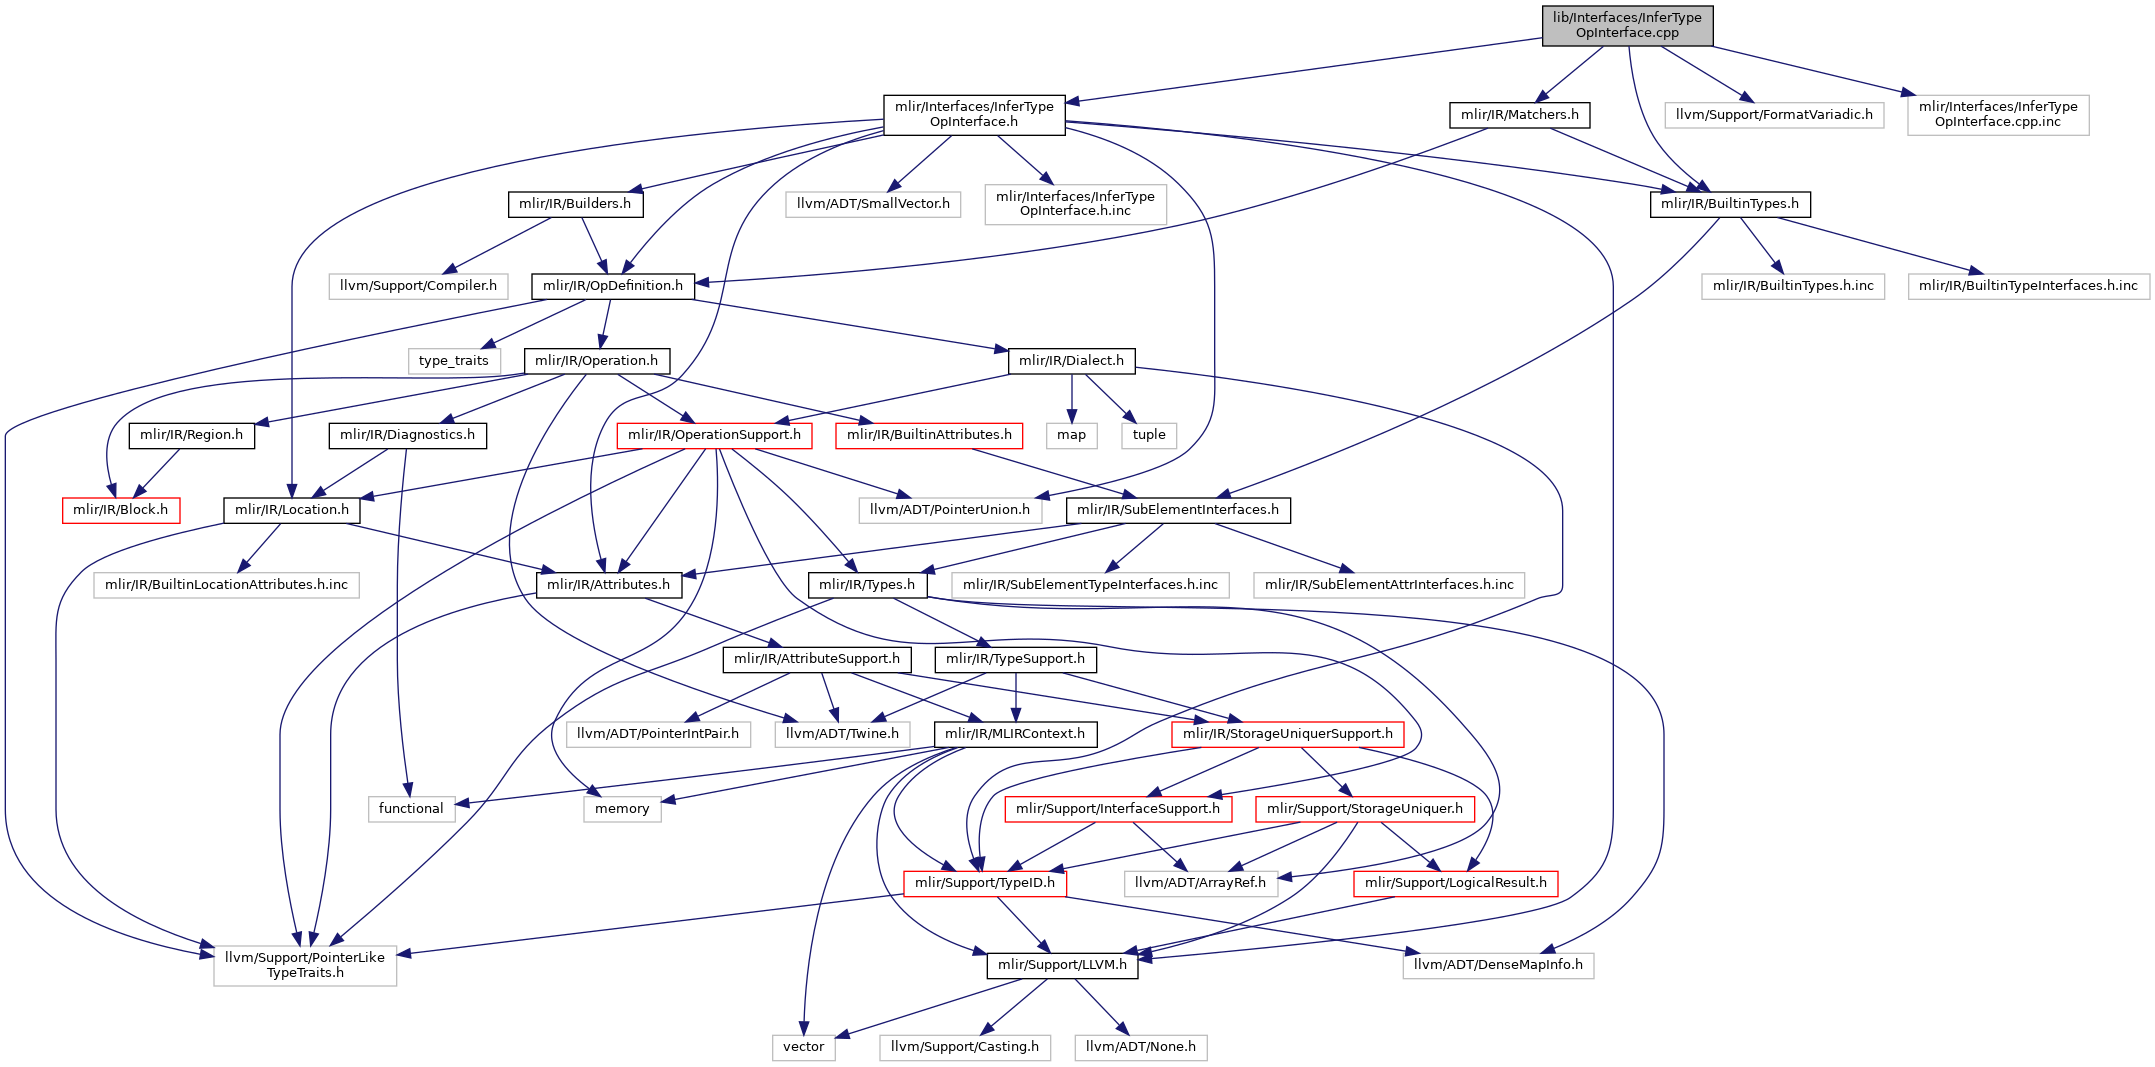 lib/Interfaces/InferType
OpInterface.cpp
mlir/Interfaces/InferType
OpInterface.h
mlir/IR/Matchers.h
llvm/Support/FormatVariadic.h
mlir/Interfaces/InferType
OpInterface.cpp.inc
mlir/IR/Builders.h
llvm/ADT/SmallVector.h
mlir/Interfaces/InferType
OpInterface.h.inc
mlir/IR/BuiltinTypes.h
llvm/Support/Compiler.h
mlir/IR/OpDefinition.h
mlir/IR/BuiltinTypes.h.inc
mlir/IR/BuiltinTypeInterfaces.h.inc
type_traits
mlir/IR/Operation.h
mlir/IR/Dialect.h
mlir/IR/Region.h
mlir/IR/Diagnostics.h
mlir/IR/OperationSupport.h
mlir/IR/BuiltinAttributes.h
map
tuple
mlir/IR/Block.h
mlir/IR/Location.h
llvm/ADT/PointerUnion.h
mlir/IR/SubElementInterfaces.h
mlir/IR/BuiltinLocationAttributes.h.inc
mlir/IR/Attributes.h
mlir/IR/Types.h
mlir/IR/SubElementTypeInterfaces.h.inc
mlir/IR/SubElementAttrInterfaces.h.inc
mlir/IR/AttributeSupport.h
mlir/IR/TypeSupport.h
llvm/ADT/PointerIntPair.h
llvm/ADT/Twine.h
mlir/IR/MLIRContext.h
mlir/IR/StorageUniquerSupport.h
functional
memory
mlir/Support/InterfaceSupport.h
mlir/Support/StorageUniquer.h
mlir/Support/TypeID.h
llvm/ADT/ArrayRef.h
mlir/Support/LogicalResult.h
llvm/Support/PointerLike
TypeTraits.h
mlir/Support/LLVM.h
llvm/ADT/DenseMapInfo.h
vector
llvm/Support/Casting.h
llvm/ADT/None.h